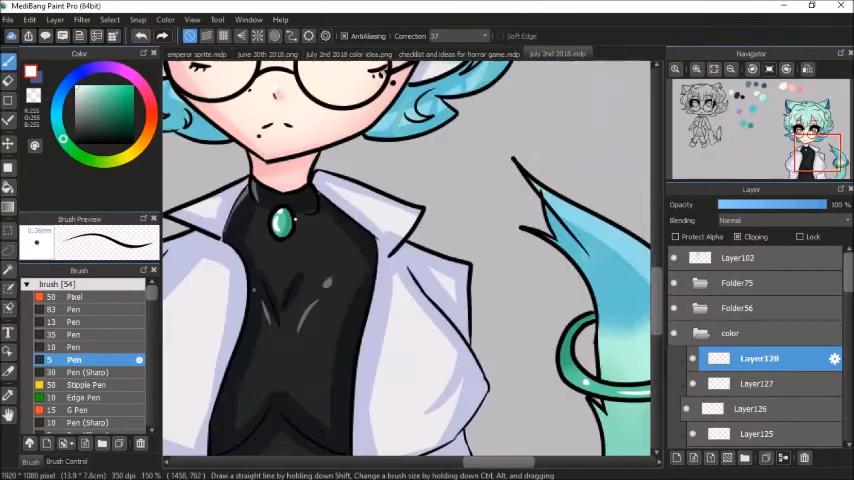 MediBang Paint Pro (64bit)
File Edit Filter Select Snap Color View Tool Window Help
AntiAliasing Correction 37 Soft Edge
emperor sprite.mdp june 30th 2018.png july 2nd 2018 color idea.png checklist and ideas for horror game.mdp july 2nd 2018.mdp
Color
R:255
G:255
B:255
Brush Preview
0.36mm
Brush
brush [54]
50 Pixel
83 Pen
13 Pen
35 Pen
10 Pen
5 Pen
30 Pen (Sharp)
50 Stipple Pen
10 Edge Pen
15 G Pen
10 Pen (Sharp)
Brush Brush Control
Navigator
Layer
Opacity 100 %
Blending Normal
Protect Alpha Clipping Lock
Layer102
Folder75
Folder56
color
Layer128
Layer127
Layer126
Layer125
1920 * 1080 pixel (13.9 * 7.8cm) 350 dpi 150 % ( 1458, 762 ) Draw a straight line by holding down Shift, Change a brush size by holding down Ctrl, Alt, and dragging